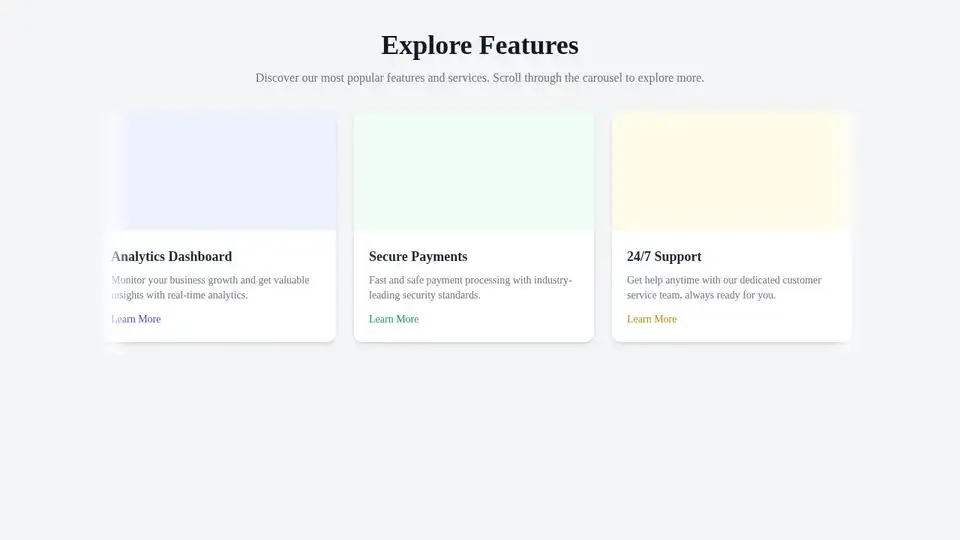 Explore Features
Discover our most popular features and services. Scroll through the carousel to explore more.
Analytics Dashboard
Monitor your business growth and get valuable
insights with real-time analytics.
Learn More
Secure Payments
Fast and safe payment processing with industry-
leading security standards.
Learn More
24/7 Support
Get help anytime with our dedicated customer
service team, always ready for you.
Learn More